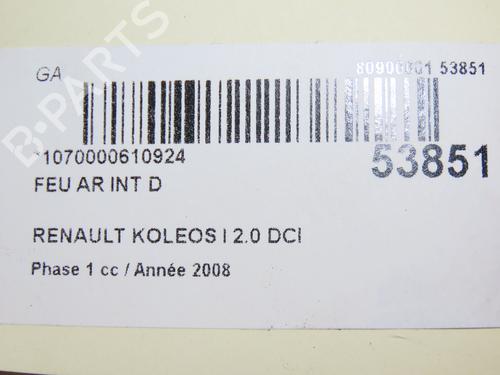 GA
80900001 53851
*1070000610924
53851
FEU AR INT D
RENAULT KOLEOS I 2.0 DCI
Phase 1 cc / Année 2008
B-PARTS